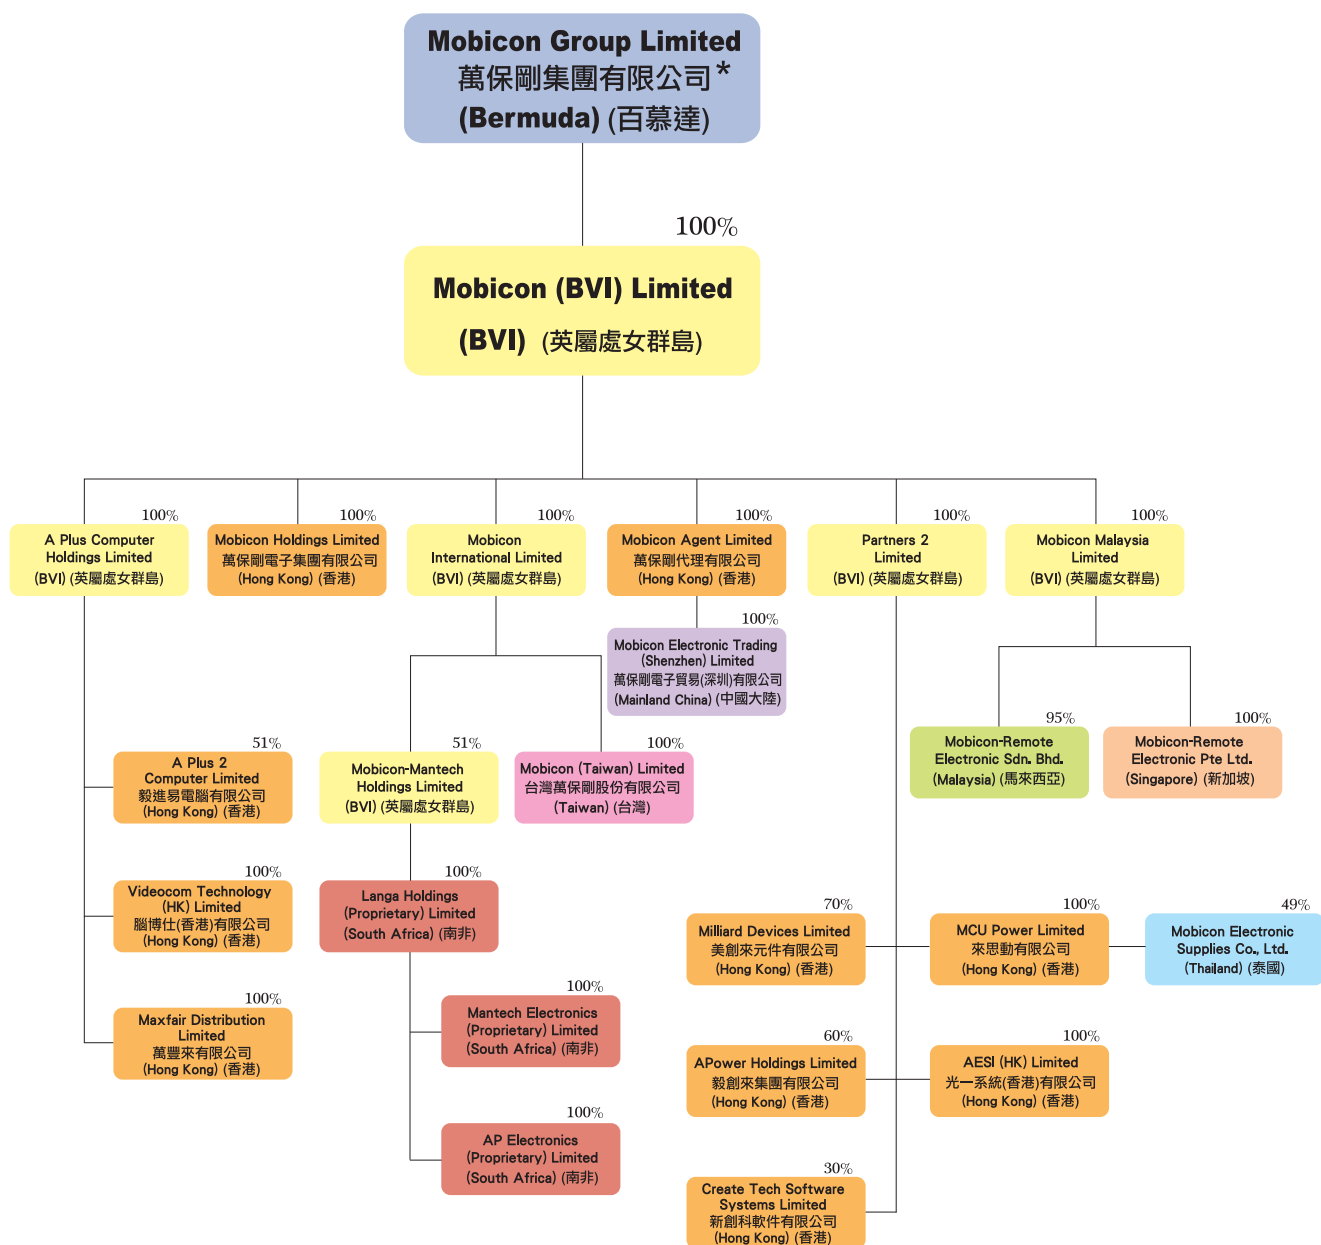 Mobicon Group Limited
萬保剛集團有限公司*
(Bermuda) (百慕達)
100%
Mobicon (BVI) Limited
(BVI) (英屬處女群島)
100%
A Plus Computer
Holdings Limited
(BVI) (英屬處女群島)
100%
Mobicon Holdings Limited
萬保剛電子集團有限公司
(Hong Kong) (香港)
100%
Mobicon
International Limited
(BVI) (英屬處女群島)
100%
Mobicon Agent Limited
萬保剛代理有限公司
(Hong Kong) (香港)
100%
Partners 2
Limited
(BVI) (英屬處女群島)
100%
Mobicon Malaysia
Limited
(BVI) (英屬處女群島)
100%
Mobicon Electronic Trading
(Shenzhen) Limited
萬保剛電子貿易(深圳)有限公司
(Mainland China) (中國大陸)
51%
A Plus 2
Computer Limited
毅進易電腦有限公司
(Hong Kong) (香港)
51%
Mobicon-Mantech
Holdings Limited
(BVI) (英屬處女群島)
100%
Mobicon (Taiwan) Limited
台灣萬保剛股份有限公司
(Taiwan) (台灣)
95%
Mobicon-Remote
Electronic Sdn. Bhd.
(Malaysia) (馬來西亞)
100%
Mobicon-Remote
Electronic Pte Ltd.
(Singapore) (新加坡)
100%
Videocom Technology
(HK) Limited
腦博仕(香港)有限公司
(Hong Kong) (香港)
100%
Langa Holdings
(Proprietary) Limited
(South Africa) (南非)
70%
Milliard Devices Limited
美創來元件有限公司
(Hong Kong) (香港)
100%
MCU Power Limited
來思動有限公司
(Hong Kong) (香港)
49%
Mobicon Electronic
Supplies Co., Ltd.
(Thailand) (泰國)
100%
Maxfair Distribution
Limited
萬豐來有限公司
(Hong Kong) (香港)
100%
Mantech Electronics
(Proprietary) Limited
(South Africa) (南非)
60%
APower Holdings Limited
毅創來集團有限公司
(Hong Kong) (香港)
100%
AESI (HK) Limited
光一系統(香港)有限公司
(Hong Kong) (香港)
100%
AP Electronics
(Proprietary) Limited
(South Africa) (南非)
30%
Create Tech Software
Systems Limited
新創科軟件有限公司
(Hong Kong) (香港)